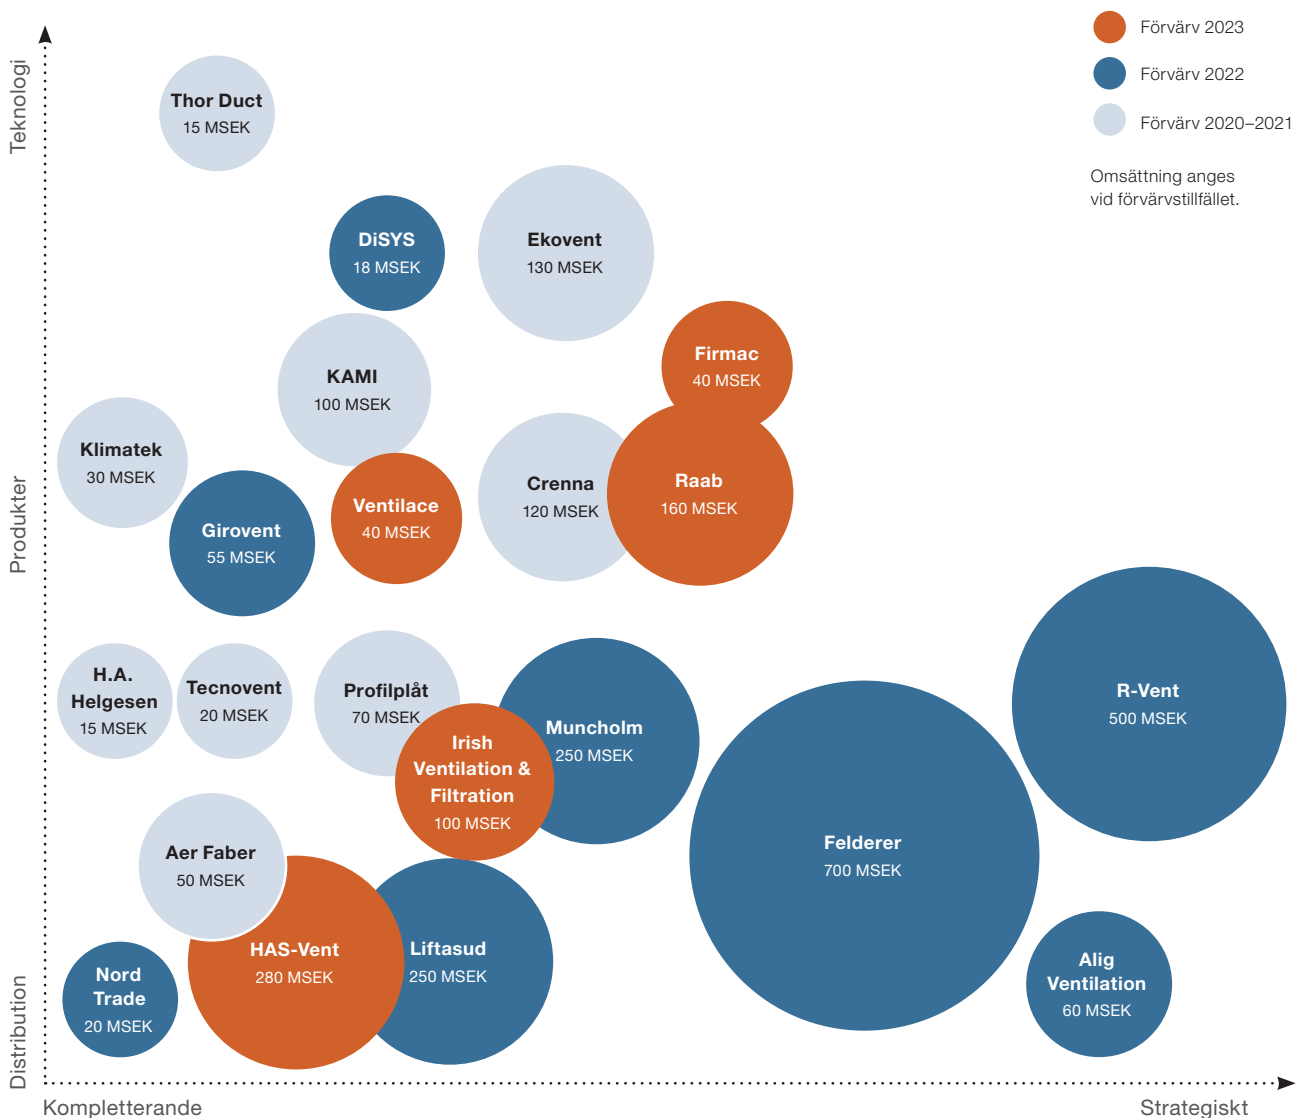 Förvärv 2023
Förvärv 2022
Förvärv 2020–2021
Omsättning anges
vid förvärvstillfället.
Teknologi
Produkter
Distribution
Thor Duct
15 MSEK
DiSYS
18 MSEK
Ekovent
130 MSEK
Firmac
40 MSEK
KAMI
100 MSEK
Klimatek
30 MSEK
Crenna
120 MSEK
Raab
160 MSEK
Ventilace
40 MSEK
Girovent
55 MSEK
H.A.
Helgesen
15 MSEK
Tecnovent
20 MSEK
Profilplåt
70 MSEK
Muncholm
250 MSEK
Irish
Ventilation &
Filtration
100 MSEK
R-Vent
500 MSEK
Felderer
700 MSEK
Aer Faber
50 MSEK
HAS-Vent
280 MSEK
Liftasud
250 MSEK
Nord
Trade
20 MSEK
Alig
Ventilation
60 MSEK
Kompletterande
Strategiskt